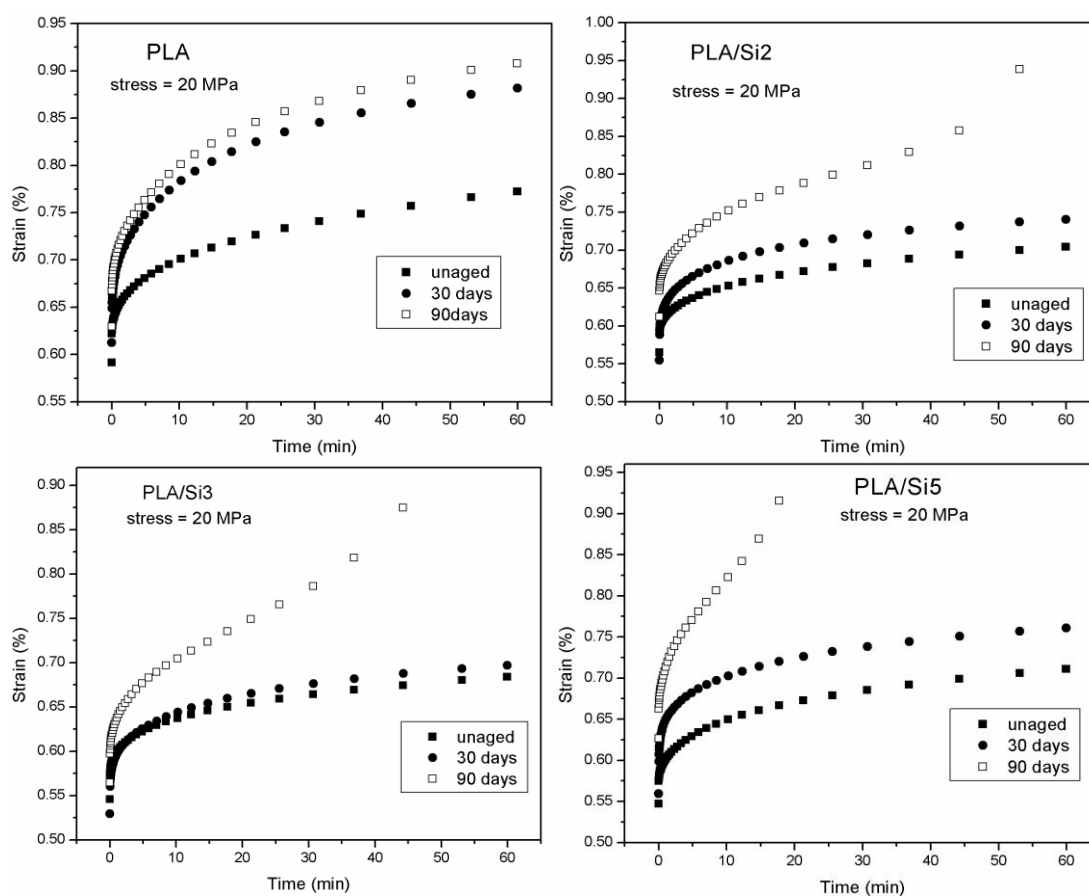 PLA
stress = 20 MPa
0.95
0.90
0.85
0.80
0.75
0.70
0.65
0.60
0.55
Strain (%)
unaged
30 days
90days
0 10 20 30 40 50 60
Time (min)
PLA/Si2
stress = 20 MPa
1.00
0.95
0.90
0.85
0.80
0.75
0.70
0.65
0.60
0.55
0.50
Strain (%)
unaged
30 days
90 days
0 10 20 30 40 50 60
Time (min)
PLA/Si3
stress = 20 MPa
0.90
0.85
0.80
0.75
0.70
0.65
0.60
0.55
0.50
Strain (%)
unaged
30 days
90 days
0 10 20 30 40 50 60
Time (min)
PLA/Si5
stress = 20 MPa
0.95
0.90
0.85
0.80
0.75
0.70
0.65
0.60
0.55
0.50
Strain (%)
unaged
30 days
90 days
0 10 20 30 40 50 60
Time (min)